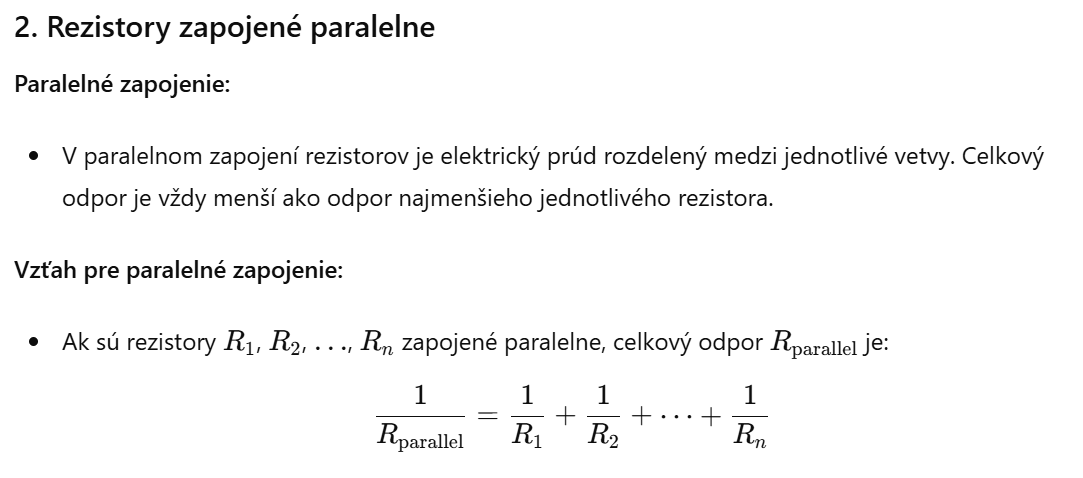 2. Rezistory zapojené paralelne
Paralelné zapojenie:
• V paralelnom zapojení rezistorov je elektrický prúd rozdelený medzi jednotlivé vetvy. Celkový
odpor je vždy menší ako odpor najmenšieho jednotlivého rezistora.
Vzťah pre paralelné zapojenie:
• Ak sú rezistory R₁, R₂, …, Rₙ zapojené paralelne, celkový odpor R_parallel je:
1/R_parallel = 1/R₁ + 1/R₂ + ⋯ + 1/Rₙ